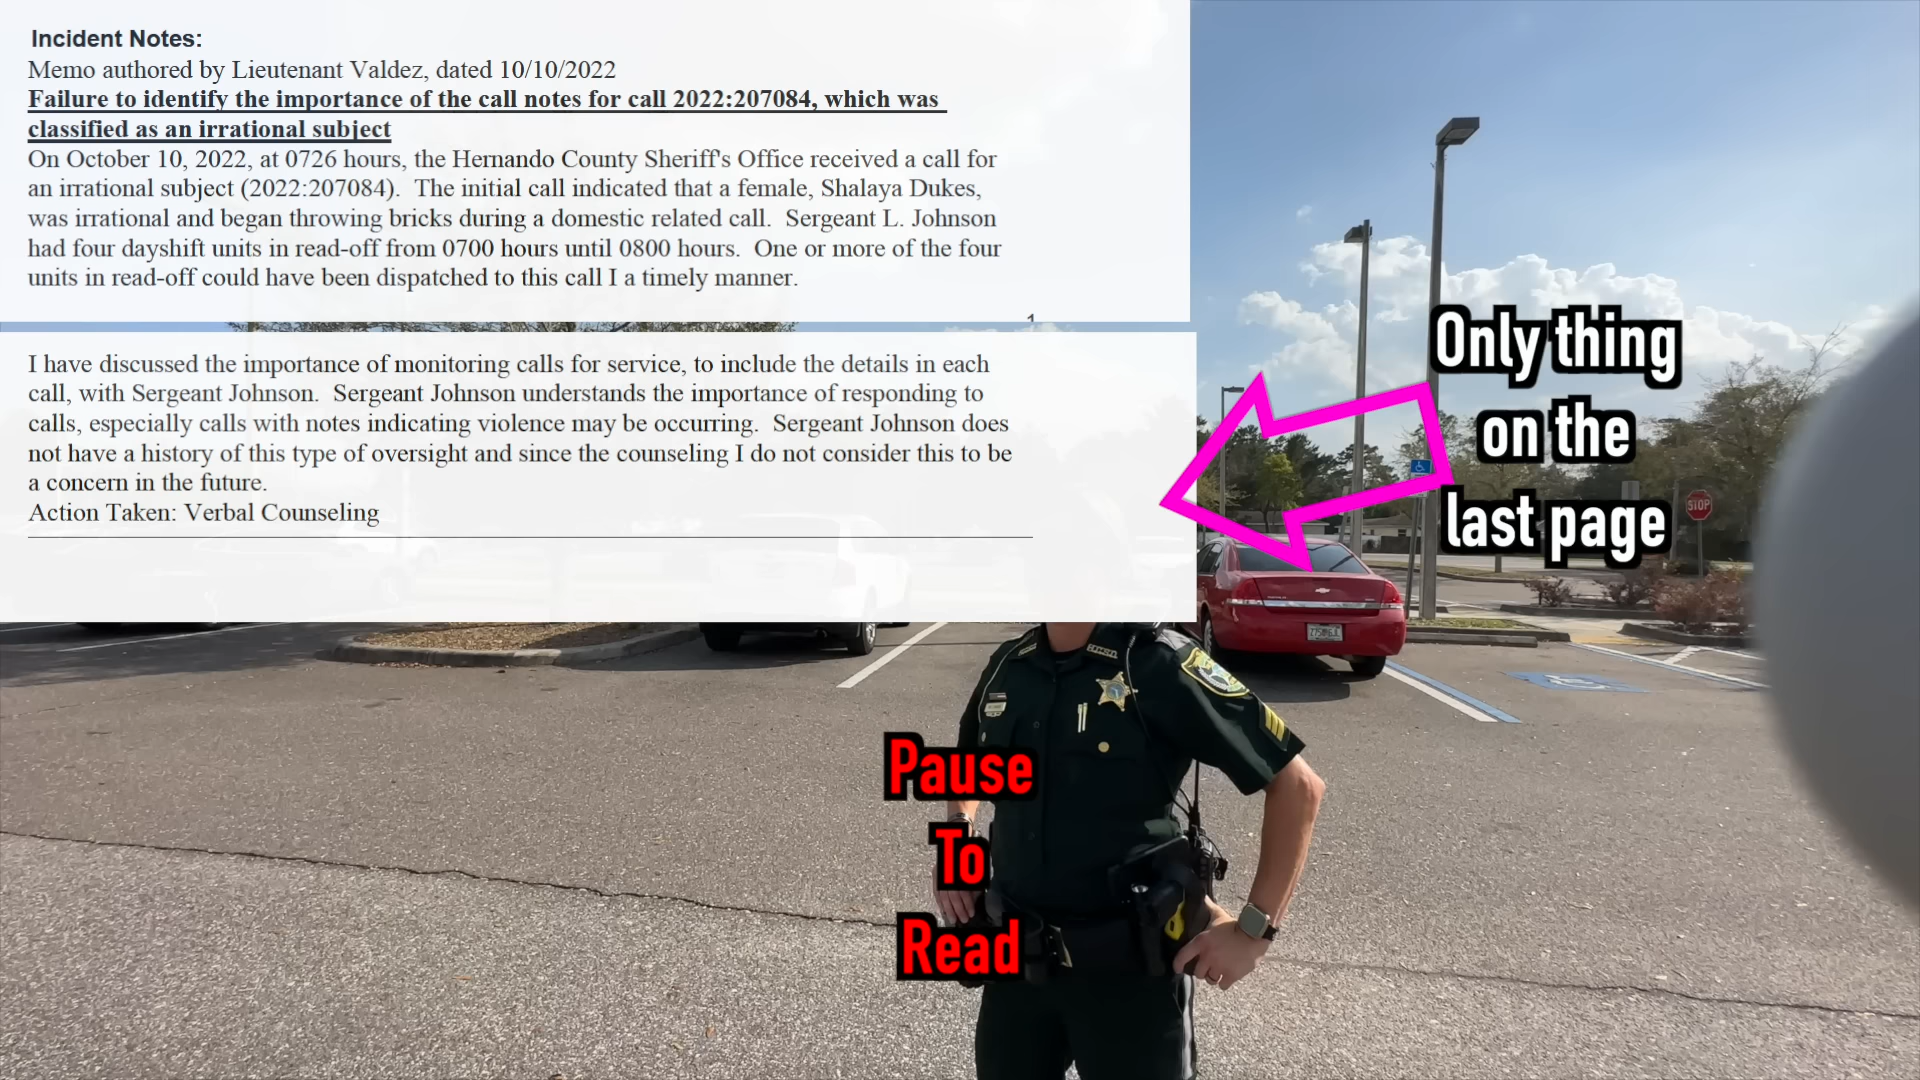 Incident Notes:
Memo authored by Lieutenant Valdez, dated 10/10/2022
Failure to identify the importance of the call notes for call 2022:207084, which was
classified as an irrational subject
On October 10, 2022, at 0726 hours, the Hernando County Sheriff's Office received a call for
an irrational subject (2022:207084).  The initial call indicated that a female, Shalaya Dukes,
was irrational and began throwing bricks during a domestic related call.  Sergeant L. Johnson
had four dayshift units in read-off from 0700 hours until 0800 hours.  One or more of the four
units in read-off could have been dispatched to this call I a timely manner.
I have discussed the importance of monitoring calls for service, to include the details in each
call, with Sergeant Johnson.  Sergeant Johnson understands the importance of responding to
calls, especially calls with notes indicating violence may be occurring.  Sergeant Johnson does
not have a history of this type of oversight and since the counseling I do not consider this to be
a concern in the future.
Action Taken: Verbal Counseling
Only thing
on the
last page
STOP
Pause
To
Read